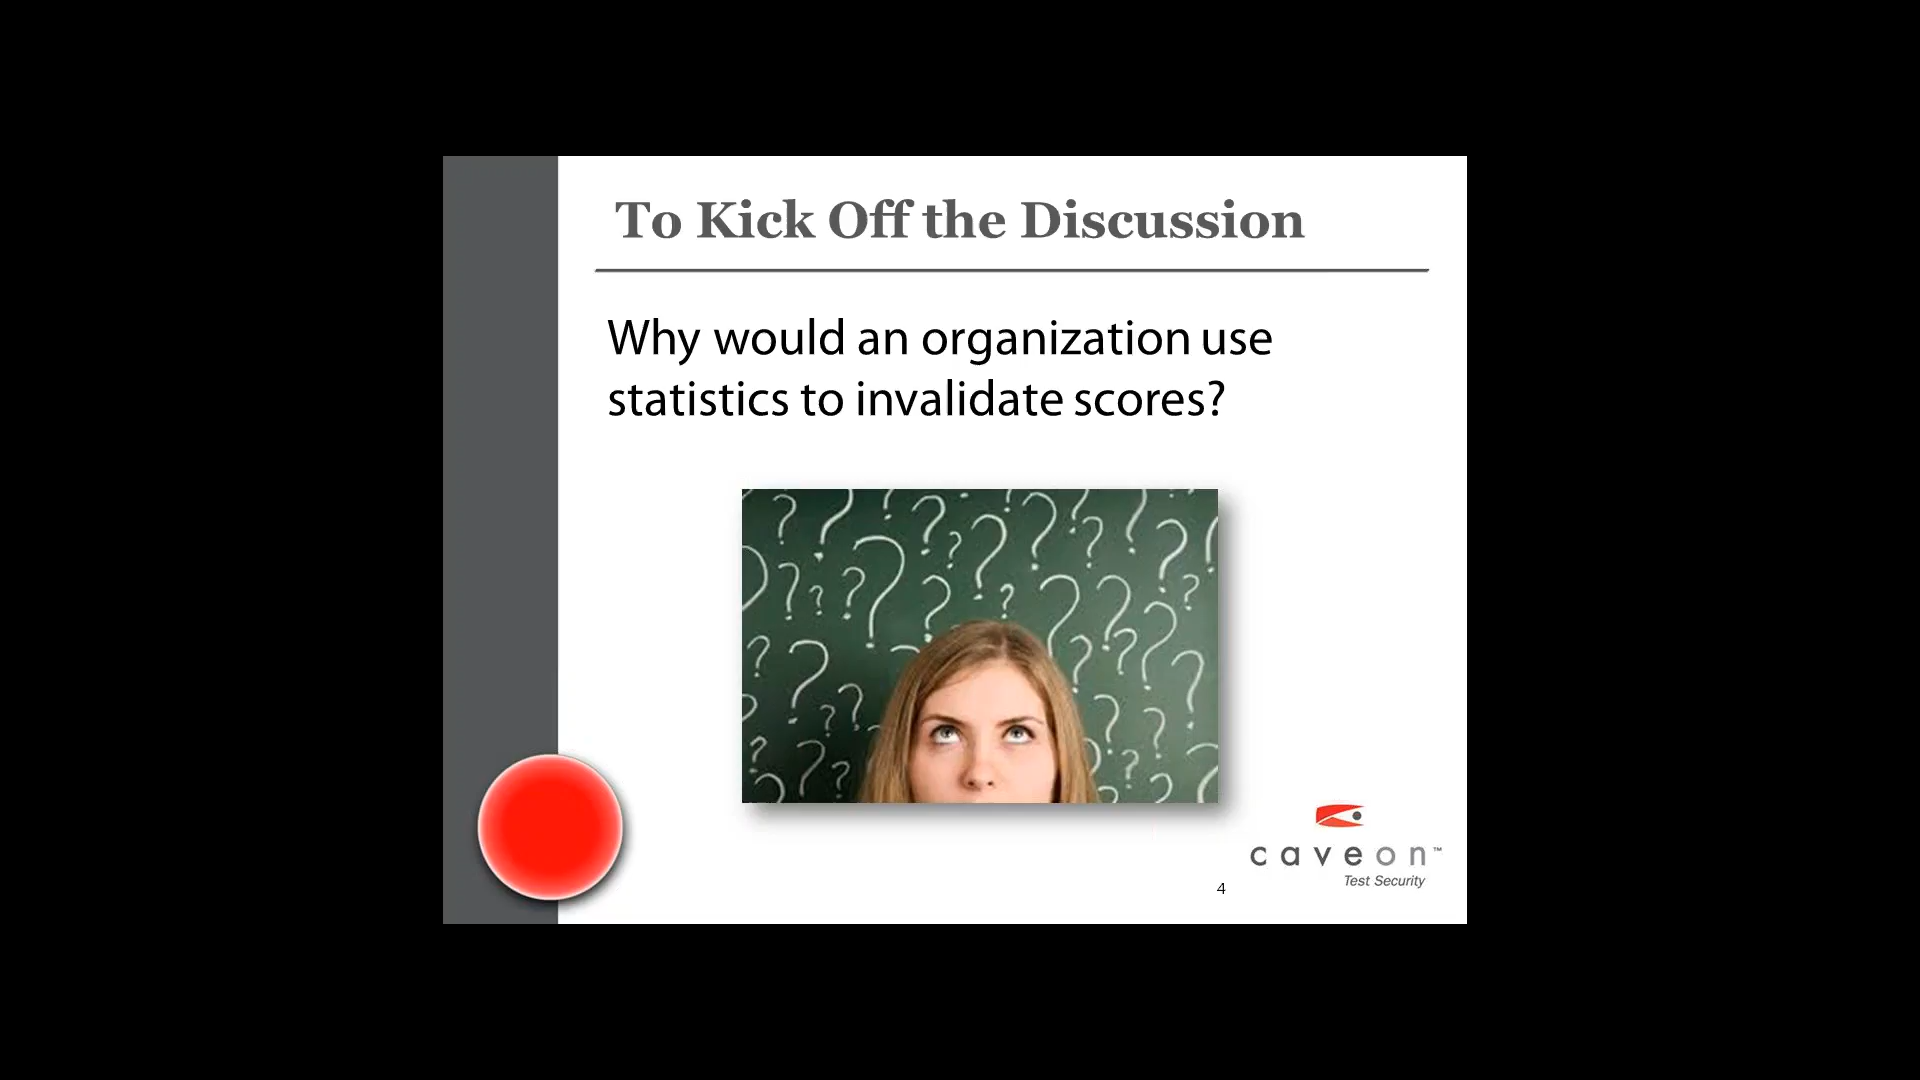 To Kick Off the Discussion
Why would an organization use
statistics to invalidate scores?
caveon™
Test Security
4